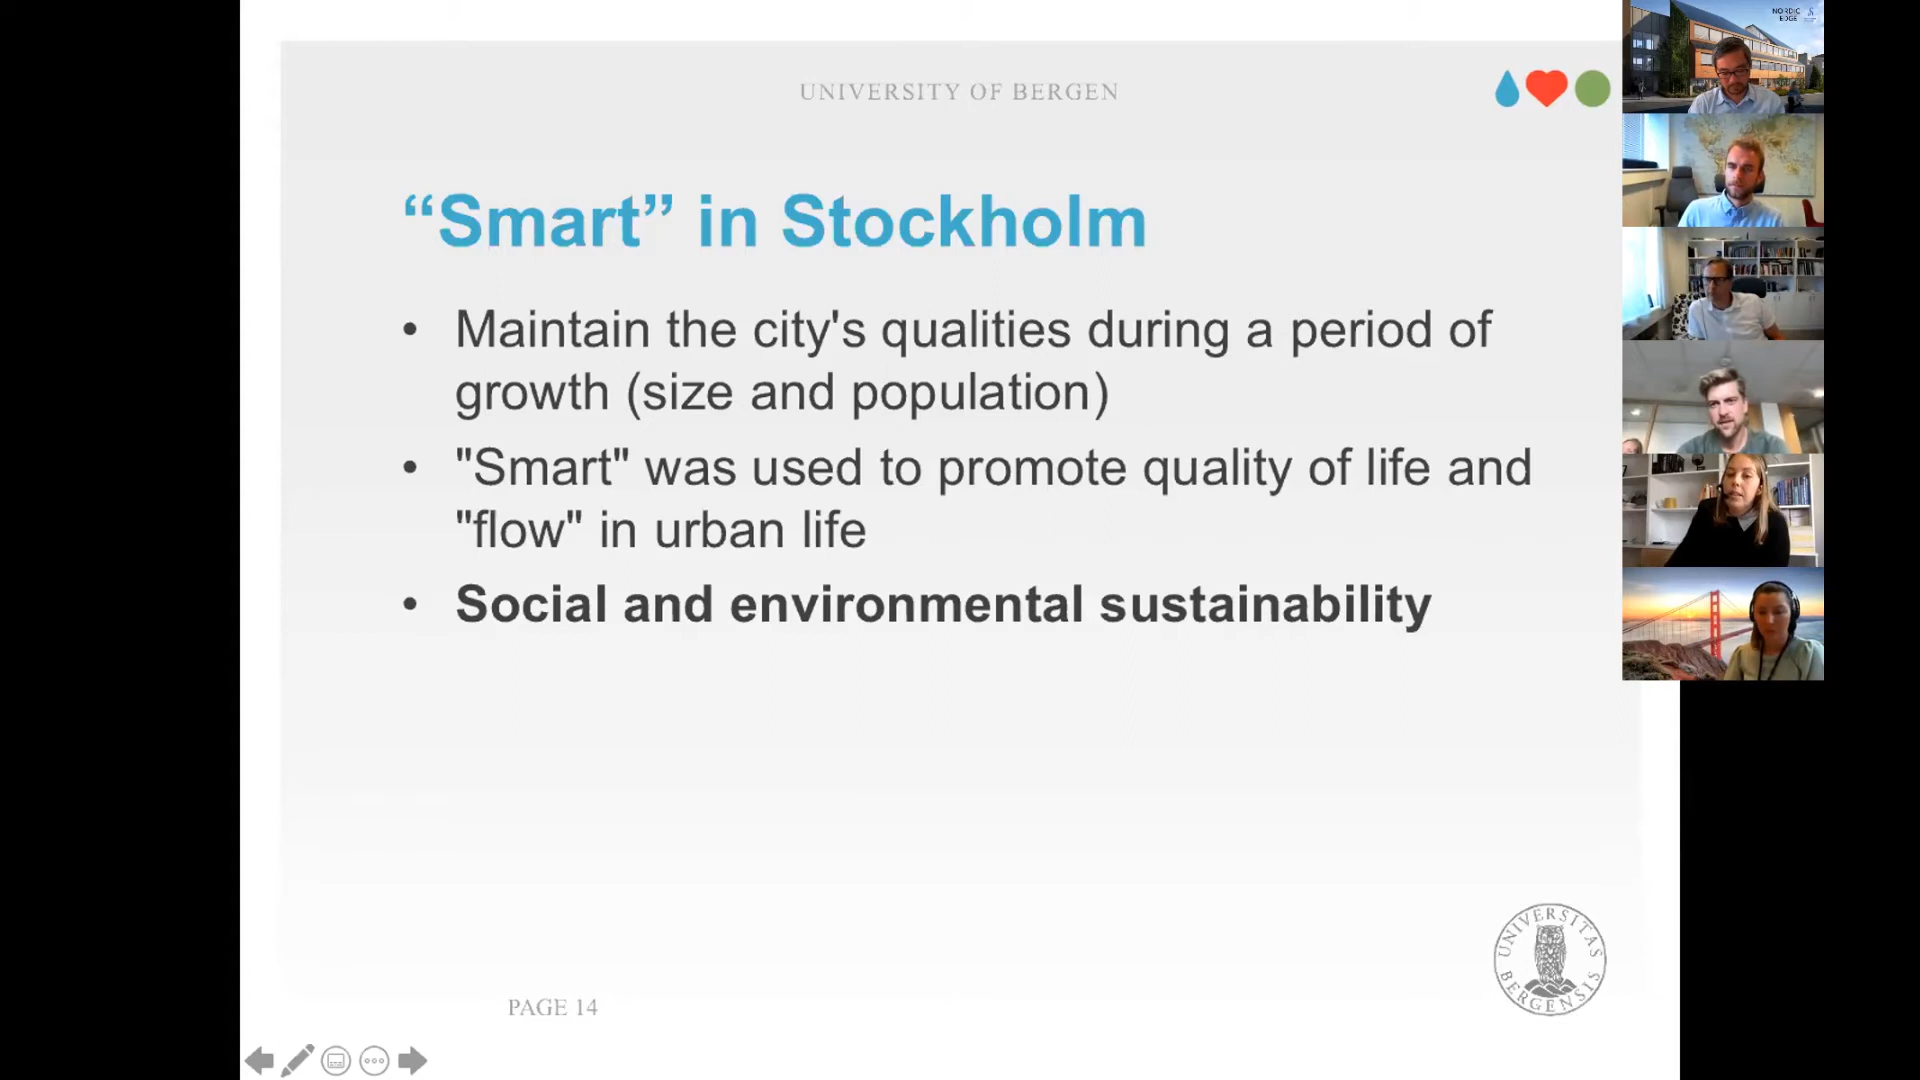 NORDIC
EDGE
UNIVERSITY OF BERGEN
“Smart” in Stockholm
• Maintain the city's qualities during a period of
growth (size and population)
• "Smart" was used to promote quality of life and
"flow" in urban life
• Social and environmental sustainability
UNIVERSITAS
BERGENSIS
PAGE 14